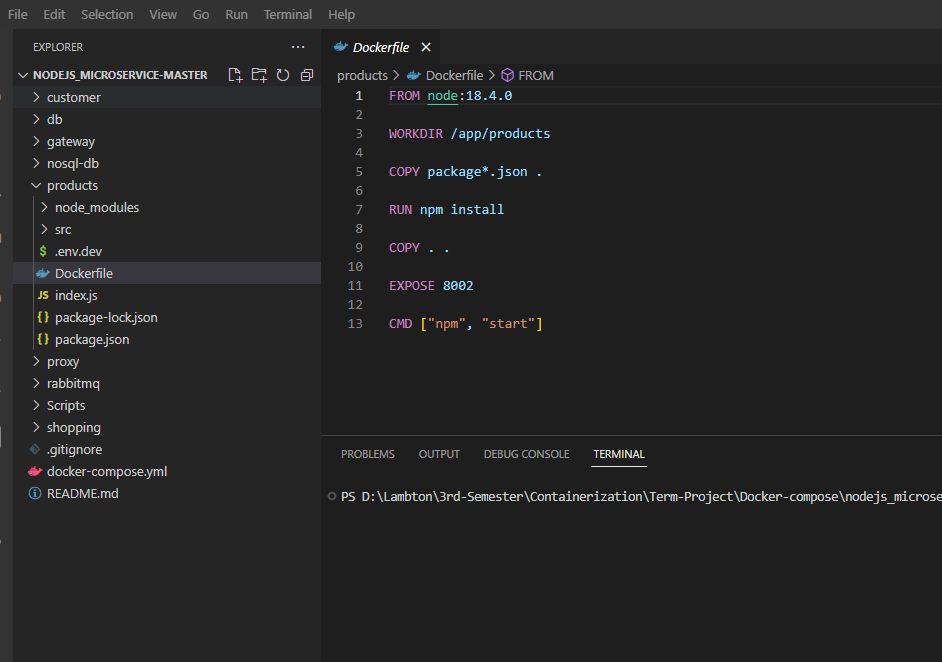 File Edit Selection View Go Run Terminal Help
EXPLORER
NODEJS_MICROSERVICE-MASTER
customer
db
gateway
nosql-db
products
node_modules
src
$ .env.dev
Dockerfile
JS index.js
{} package-lock.json
{} package.json
proxy
rabbitmq
Scripts
shopping
.gitignore
docker-compose.yml
README.md
Dockerfile
products > Dockerfile > FROM
1 FROM node:18.4.0
2
3 WORKDIR /app/products
4
5 COPY package*.json .
6
7 RUN npm install
8
9 COPY . .
10
11 EXPOSE 8002
12
13 CMD ["npm", "start"]
PROBLEMS OUTPUT DEBUG CONSOLE TERMINAL
PS D:\Lambton\3rd-Semester\Containerization\Term-Project\Docker-compose\nodejs_microse